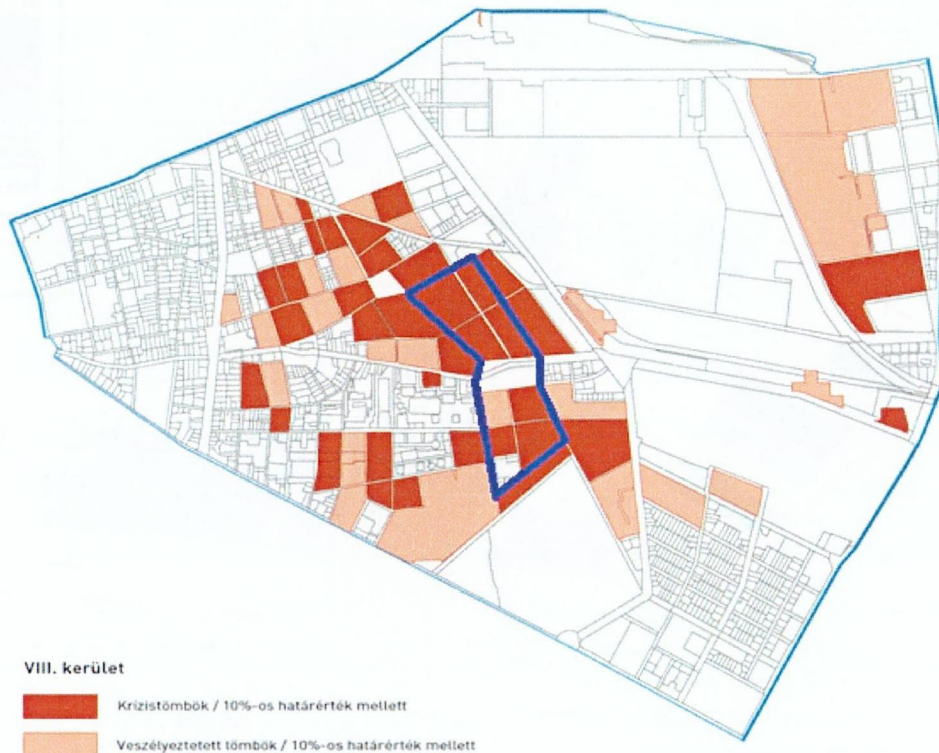 VIII. kerület
Krízistömbök / 10%-os határérték mellett
Veszélyeztetett tömbök / 10%-os határérték mellett